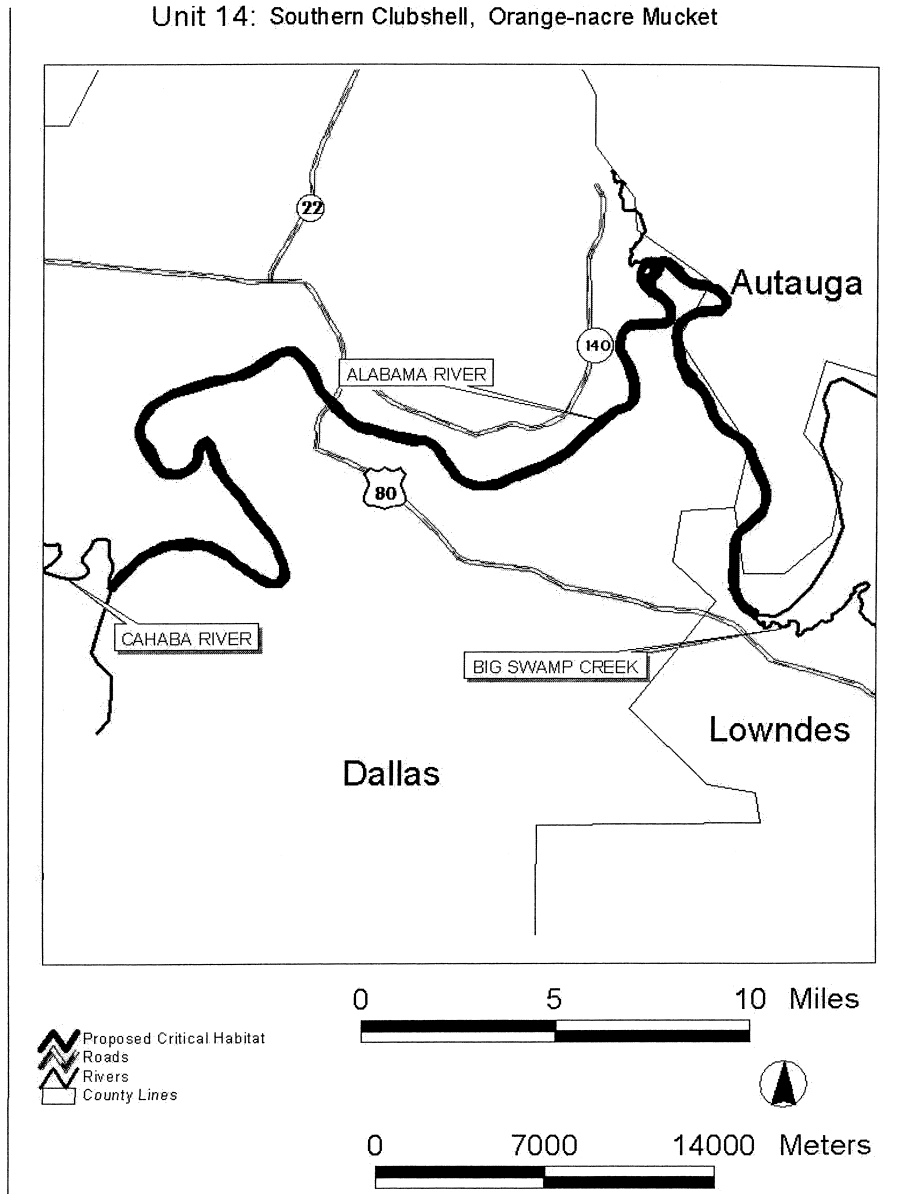 Unit 14: Southern Clubshell, Orange-nacre Mucket
22
Autauga
140
ALABAMA RIVER
80
CAHABA RIVER
BIG SWAMP CREEK
Lowndes
Dallas
0 5 10 Miles
Proposed Critical Habitat
Roads
Rivers
County Lines
0 7000 14000 Meters